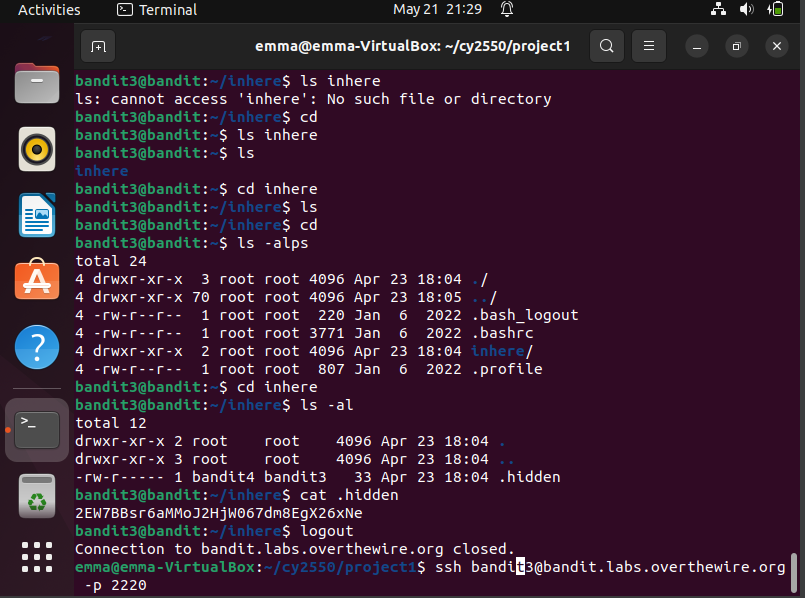 Activities Terminal May 21 21:29
emma@emma-VirtualBox: ~/cy2550/project1
bandit3@bandit:~/inhere$ ls inhere
ls: cannot access 'inhere': No such file or directory
bandit3@bandit:~/inhere$ cd
bandit3@bandit:~$ ls inhere
bandit3@bandit:~$ ls
inhere
bandit3@bandit:~$ cd inhere
bandit3@bandit:~/inhere$ ls
bandit3@bandit:~/inhere$ cd
bandit3@bandit:~$ ls -alps
total 24
4 drwxr-xr-x  3 root root 4096 Apr 23 18:04 ./
4 drwxr-xr-x 70 root root 4096 Apr 23 18:05 ../
4 -rw-r--r--  1 root root  220 Jan  6  2022 .bash_logout
4 -rw-r--r--  1 root root 3771 Jan  6  2022 .bashrc
4 drwxr-xr-x  2 root root 4096 Apr 23 18:04 inhere/
4 -rw-r--r--  1 root root  807 Jan  6  2022 .profile
bandit3@bandit:~$ cd inhere
bandit3@bandit:~/inhere$ ls -al
total 12
drwxr-xr-x 2 root    root    4096 Apr 23 18:04 .
drwxr-xr-x 3 root    root    4096 Apr 23 18:04 ..
-rw-r----- 1 bandit4 bandit3   33 Apr 23 18:04 .hidden
bandit3@bandit:~/inhere$ cat .hidden
2EW7BBsr6aMMoJ2HjW067dm8EgX26xNe
bandit3@bandit:~/inhere$ logout
Connection to bandit.labs.overthewire.org closed.
emma@emma-VirtualBox:~/cy2550/project1$ ssh bandit3@bandit.labs.overthewire.org
-p 2220